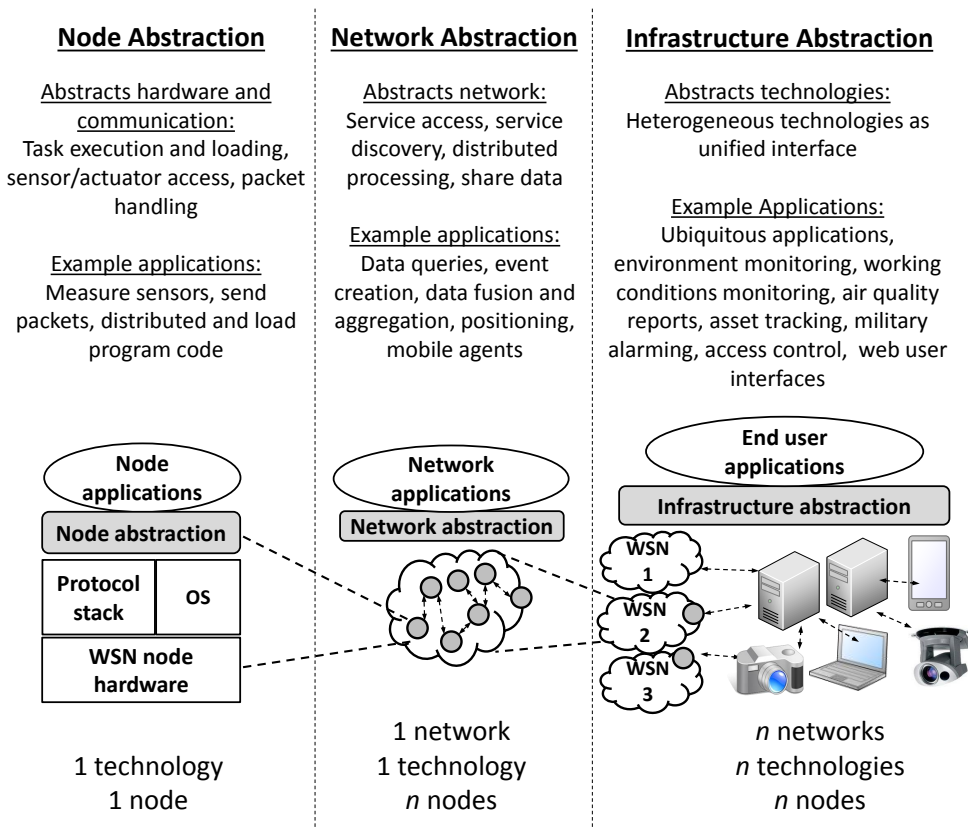 Node Abstraction
Abstracts hardware and
communication:
Task execution and loading,
sensor/actuator access, packet
handling
Example applications:
Measure sensors, send
packets, distributed and load
program code
Node
applications
Node abstraction
Protocol
stack
OS
WSN node
hardware
1 technology
1 node
Network Abstraction
Abstracts network:
Service access, service
discovery, distributed
processing, share data
Example applications:
Data queries, event
creation, data fusion and
aggregation, positioning,
mobile agents
Network
applications
Network abstraction
1 network
1 technology
n nodes
Infrastructure Abstraction
Abstracts technologies:
Heterogeneous technologies as
unified interface
Example Applications:
Ubiquitous applications,
environment monitoring, working
conditions monitoring, air quality
reports, asset tracking, military
alarming, access control,  web user
interfaces
End user
applications
Infrastructure abstraction
WSN
1
WSN
2
WSN
3
n networks
n technologies
n nodes